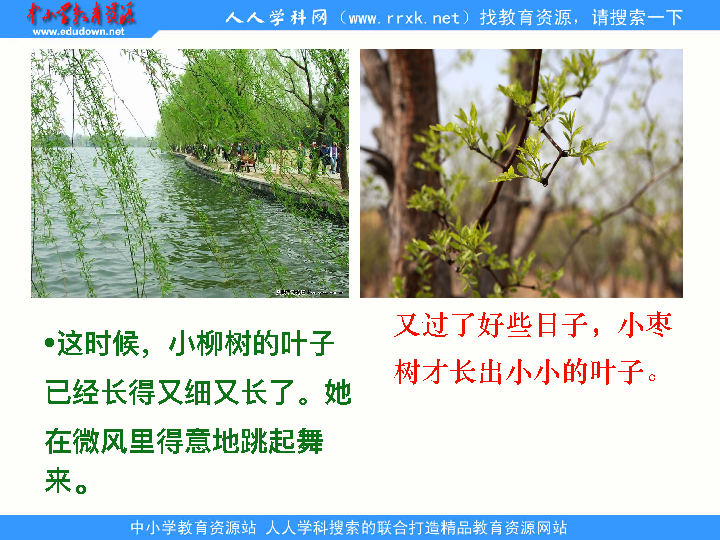 中小学教育资源
www.edudown.net
人人学科网（www.rrxk.net）找教育资源，请搜索一下
•这时候，小柳树的叶子
已经长得又细又长了。她
在微风里得意地跳起舞
来。
又过了好些日子，小枣
树才长出小小的叶子。
中小学教育资源站 人人学科搜索的联合打造精品教育资源网站